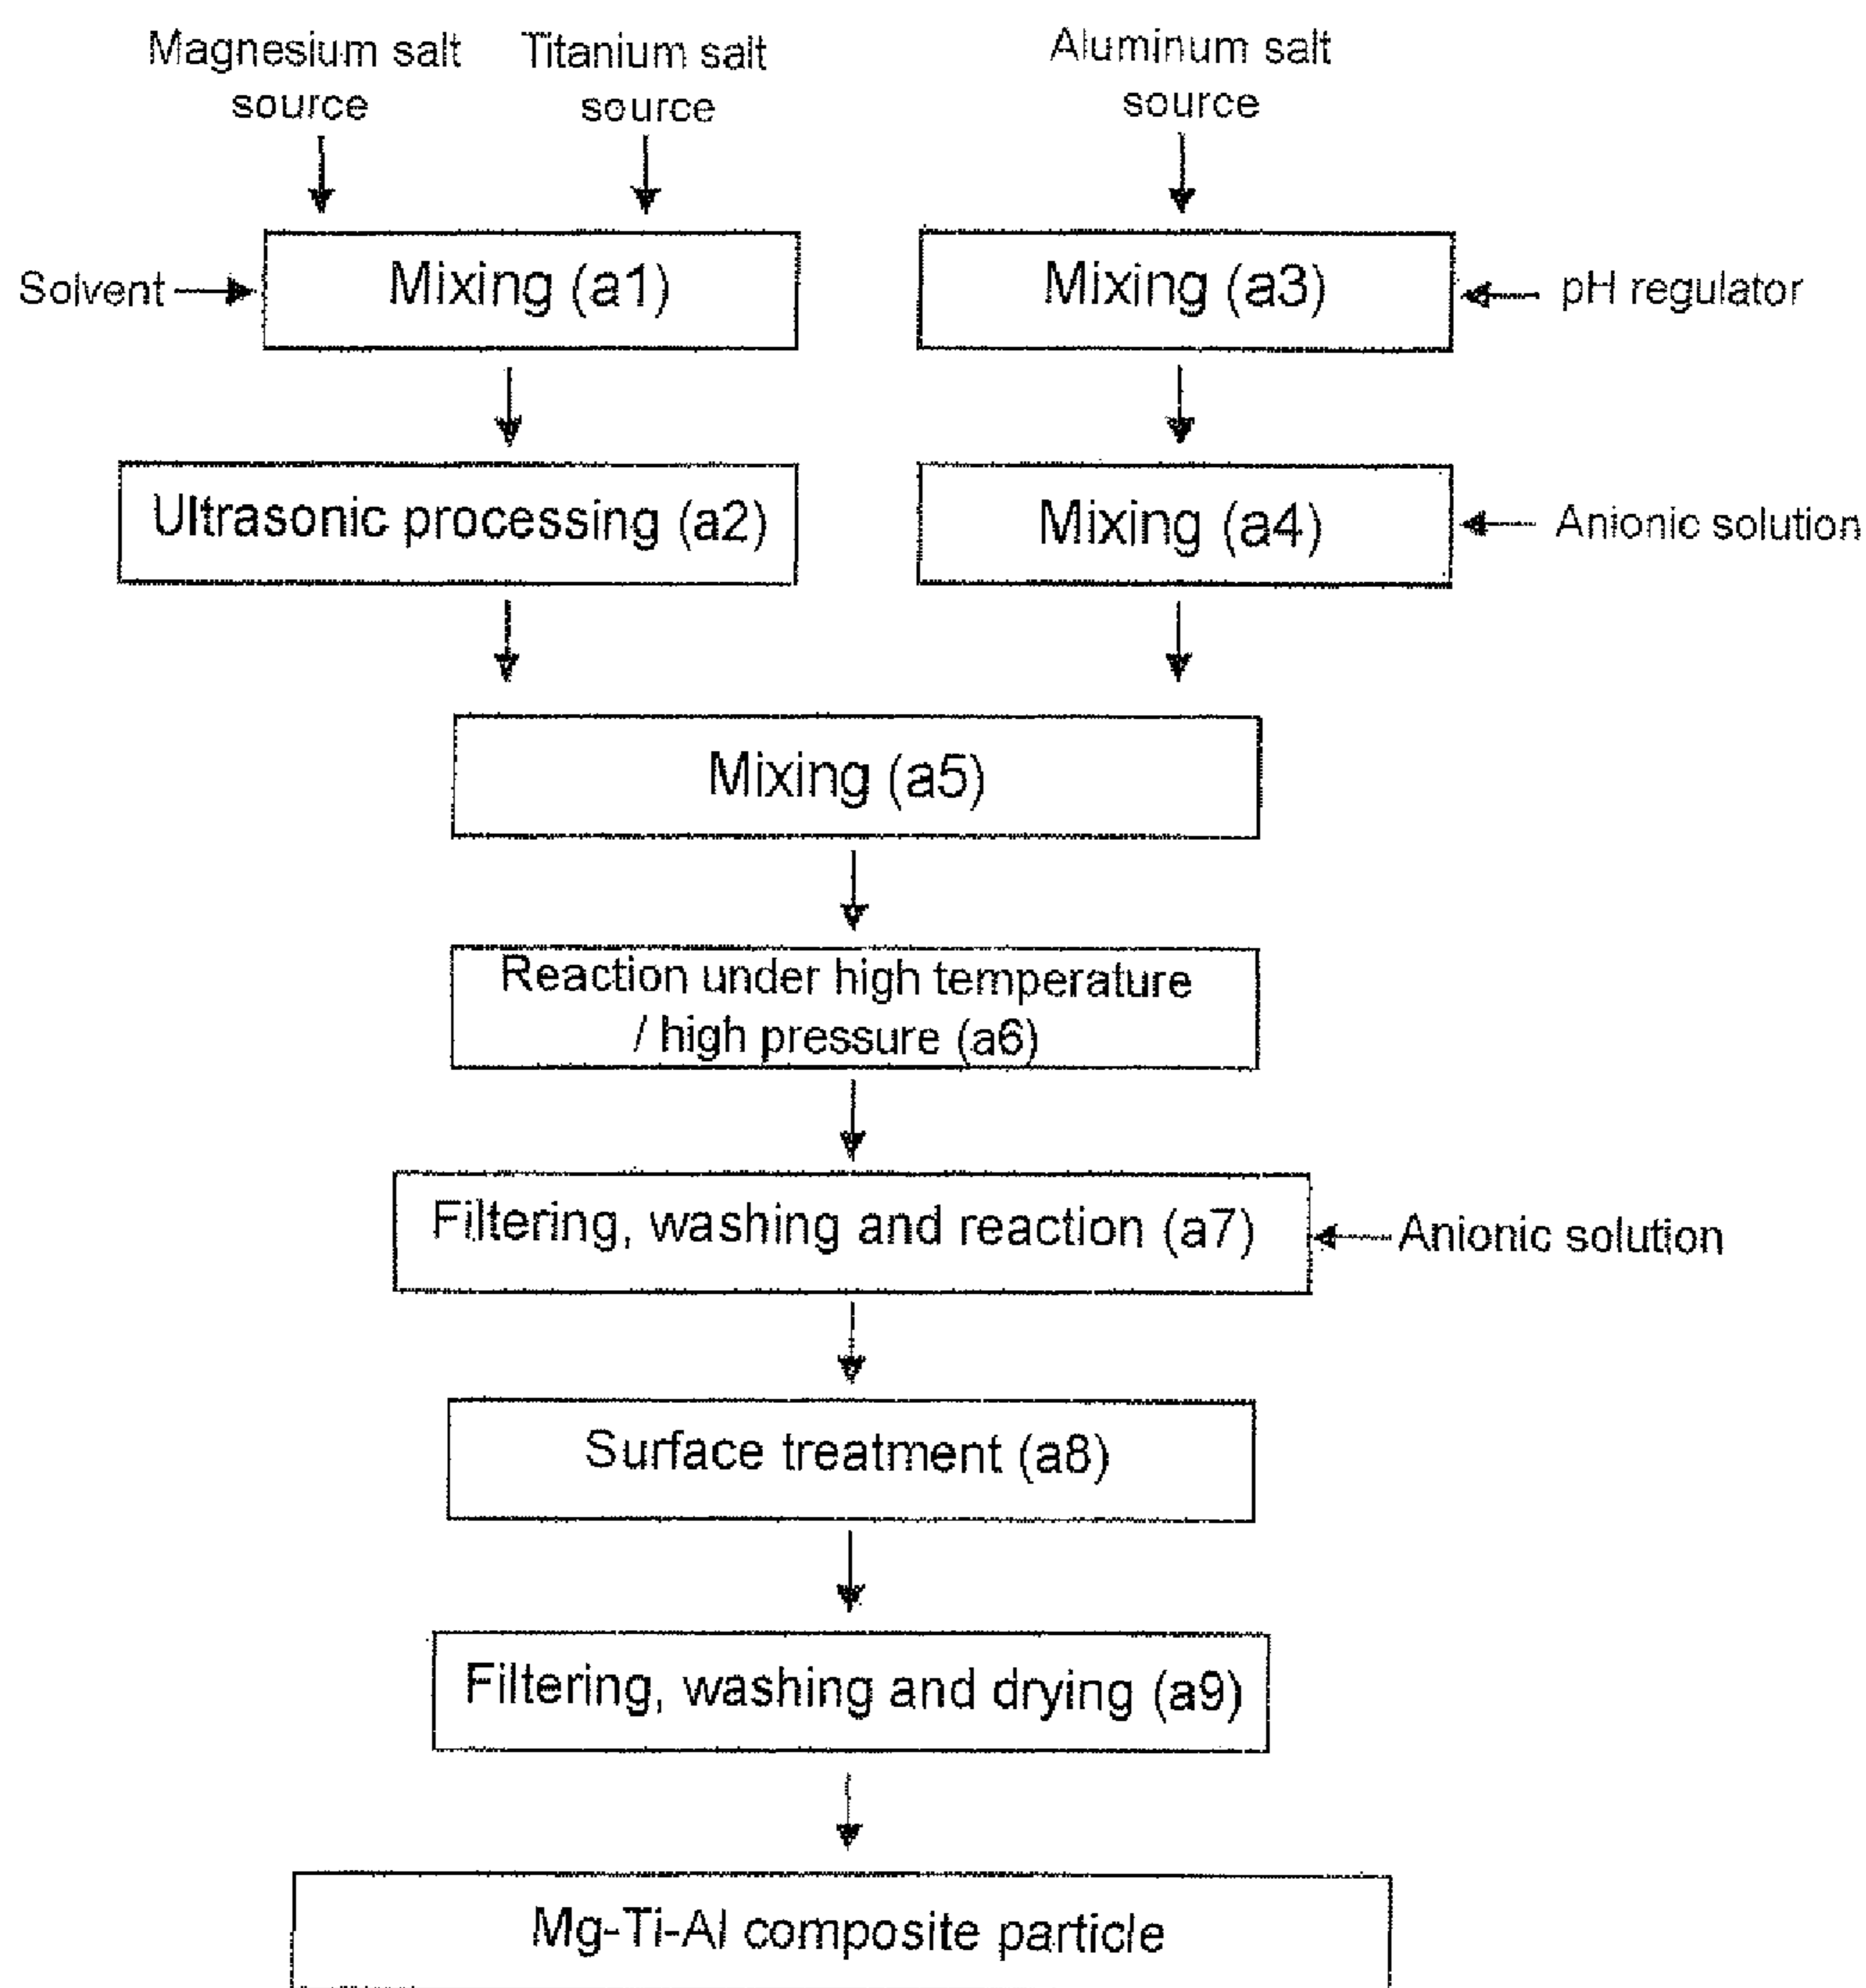 Magnesium salt
source
Titanium salt
source
Aluminum salt
source
Solvent
Mixing (a1)
Mixing (a3)
pH regulator
Ultrasonic processing (a2)
Mixing (a4)
Anionic solution
Mixing (a5)
Reaction under high temperature
/ high pressure (a6)
Filtering, washing and reaction (a7)
Anionic solution
Surface treatment (a8)
Filtering, washing and drying (a9)
Mg-Ti-Al composite particle